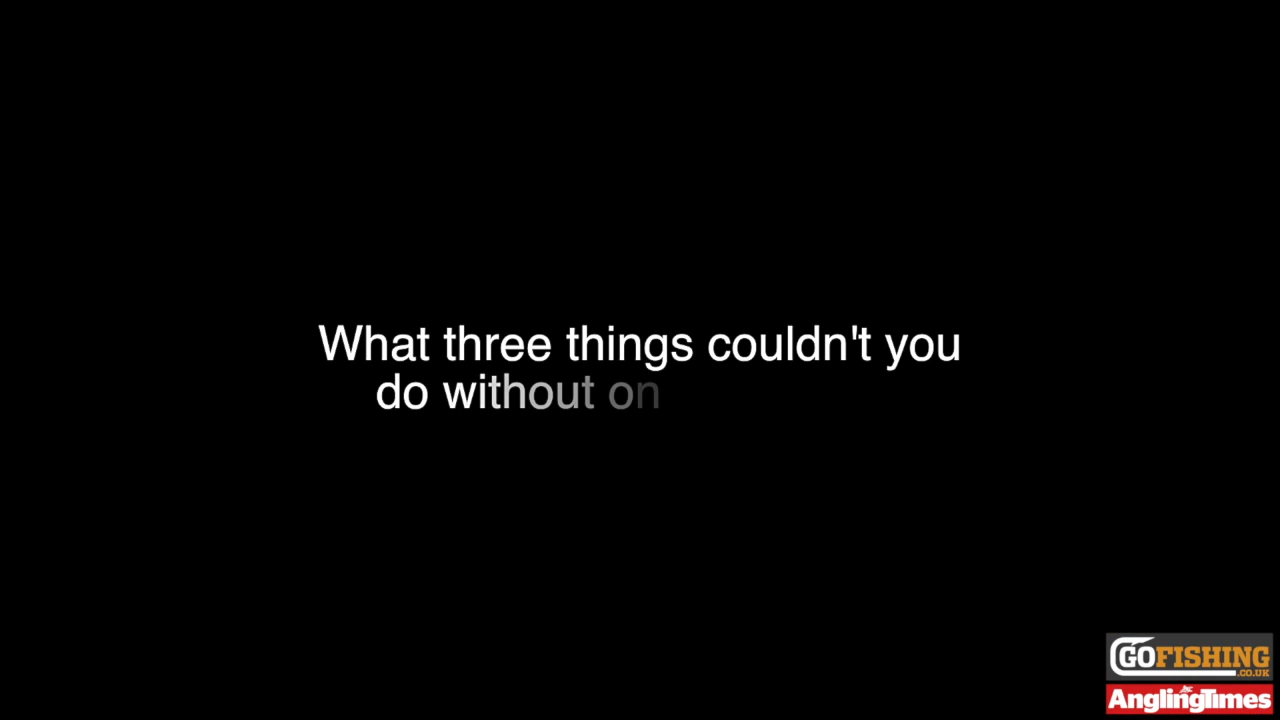 What three things couldn't you
do without on
GOFISHING
.CO.UK
AnglingTimes